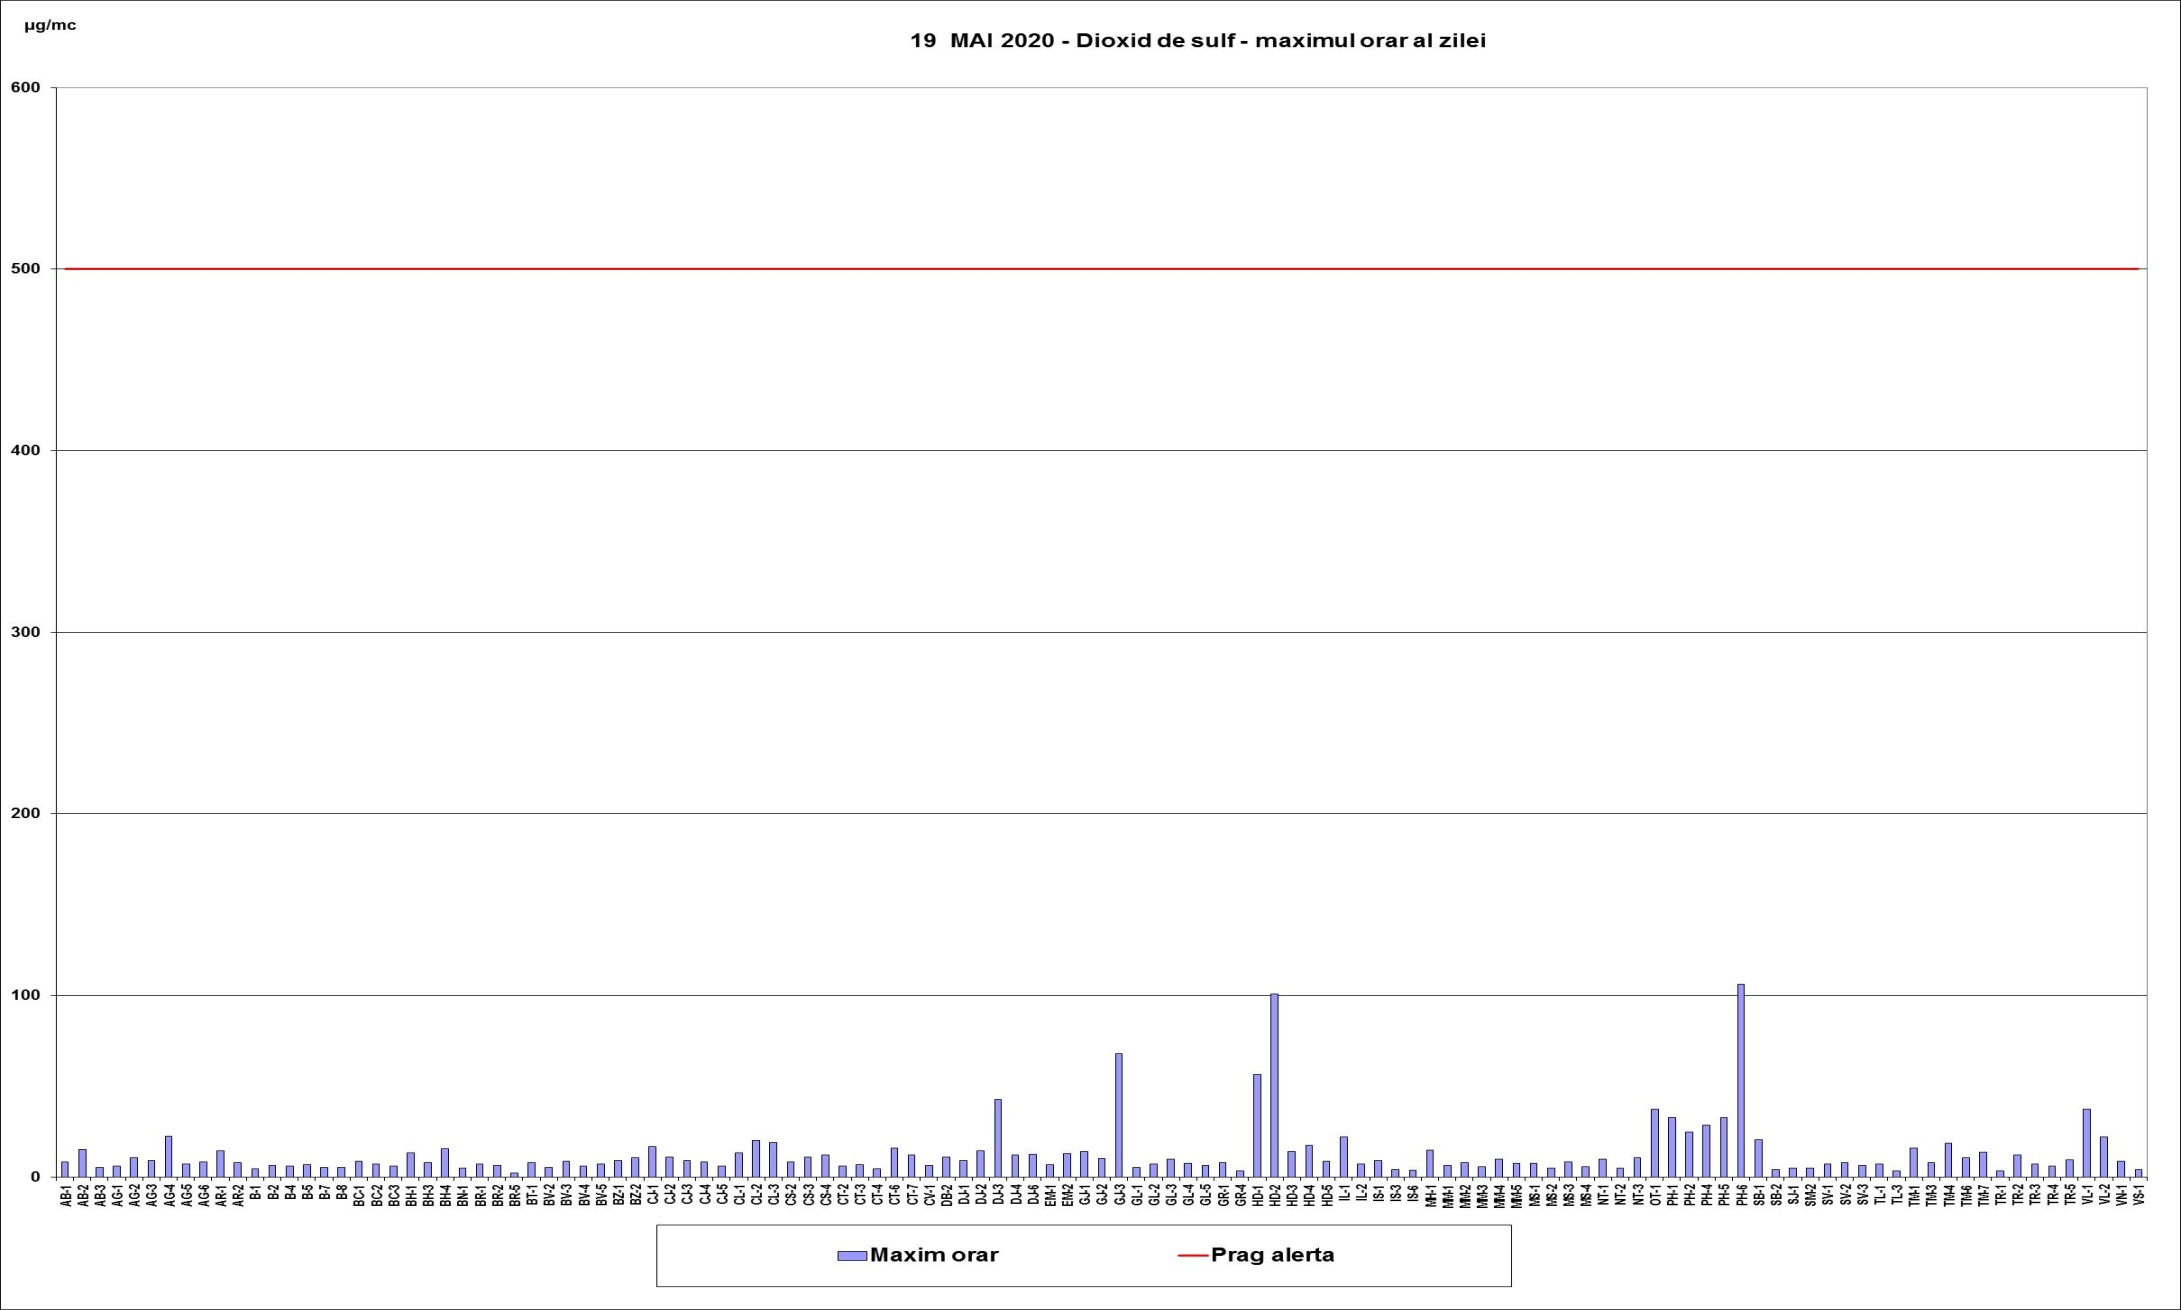 µg/mc
19 MAI 2020 - Dioxid de sulf - maximul orar al zilei
600
500
400
300
200
100
0
AB-1 AB-2 AB-3 AG-1 AG-2 AG-3 AG-4 AG-5 AG-6 AR-1 AR-2 B-1 B-2 B-4 B-5 B-7 B-8 BC-1 BC-2 BC-3 BH-1 BH-3 BH-4 BN-1 BR-1 BR-2 BR-5 BT-1 BV-2 BV-3 BV-4 BV-5 BZ-1 BZ-2 CJ-1 CJ-2 CJ-3 CJ-4 CJ-5 CL-1 CL-2 CL-3 CS-2 CS-3 CS-4 CT-2 CT-3 CT-4 CT-6 CT-7 CV-1 DB-2 DJ-1 DJ-2 DJ-3 DJ-4 DJ-6 EM-1 EM-2 GJ-1 GJ-2 GJ-3 GL-1 GL-2 GL-3 GL-4 GL-5 GR-1 GR-4 HD-1 HD-2 HD-3 HD-4 HD-5 IL-1 IL-2 IS-1 IS-3 IS-6 MH-1 MM-1 MM-2 MM-3 MM-4 MM-5 MS-1 MS-2 MS-3 MS-4 NT-1 NT-2 NT-3 OT-1 PH-1 PH-2 PH-4 PH-5 PH-6 SB-1 SB-2 SJ-1 SM-2 SV-1 SV-2 SV-3 TL-1 TL-3 TM-1 TM-3 TM-4 TM-6 TM-7 TR-1 TR-2 TR-3 TR-4 TR-5 VL-1 VL-2 VN-1 VS-1
Maxim orar Prag alerta